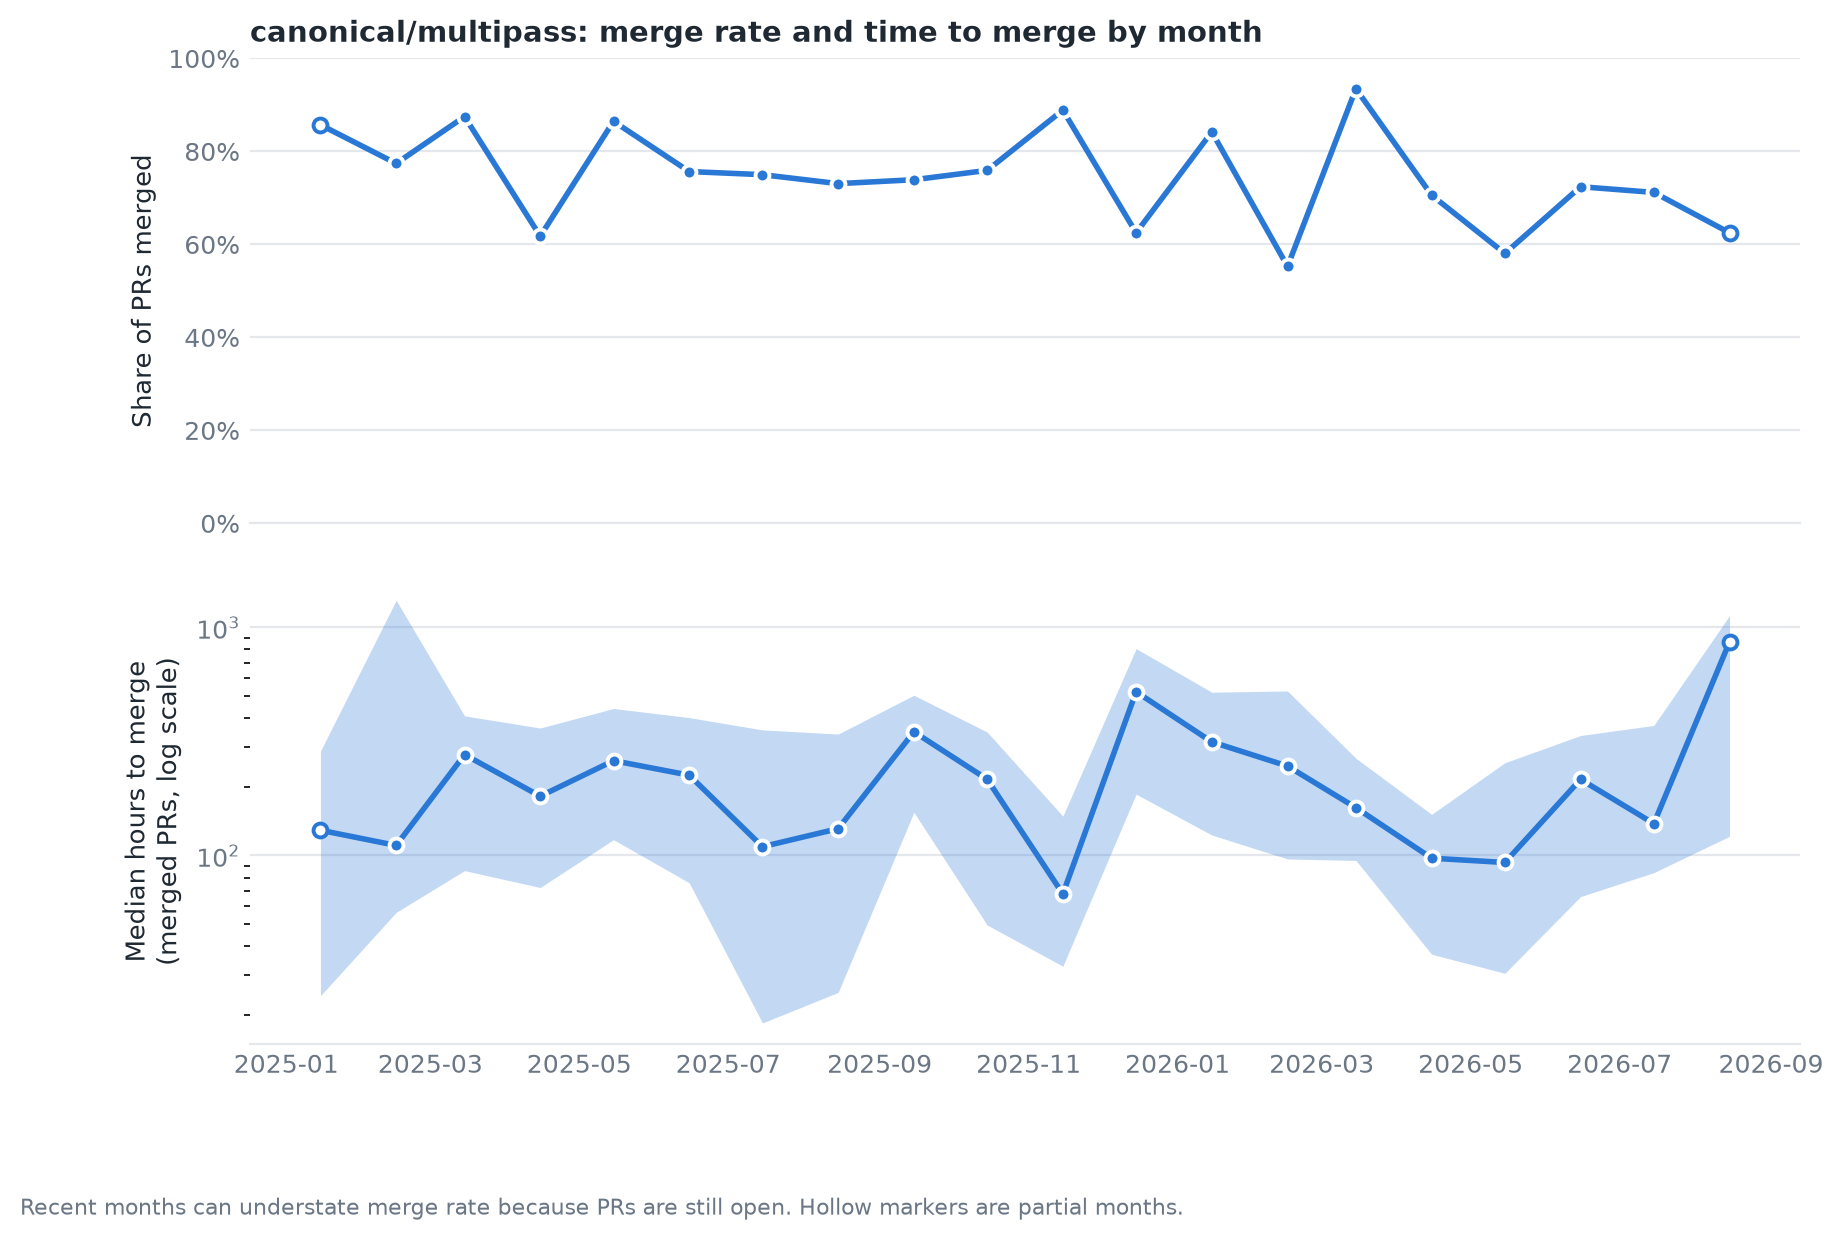 canonical/multipass: merge rate and time to merge by month
100%
80%
60%
40%
20%
0%
Share of PRs merged
10³
10²
Median hours to merge
(merged PRs, log scale)
2025-01 2025-03 2025-05 2025-07 2025-09 2025-11 2026-01 2026-03 2026-05 2026-07 2026-09
Recent months can understate merge rate because PRs are still open. Hollow markers are partial months.